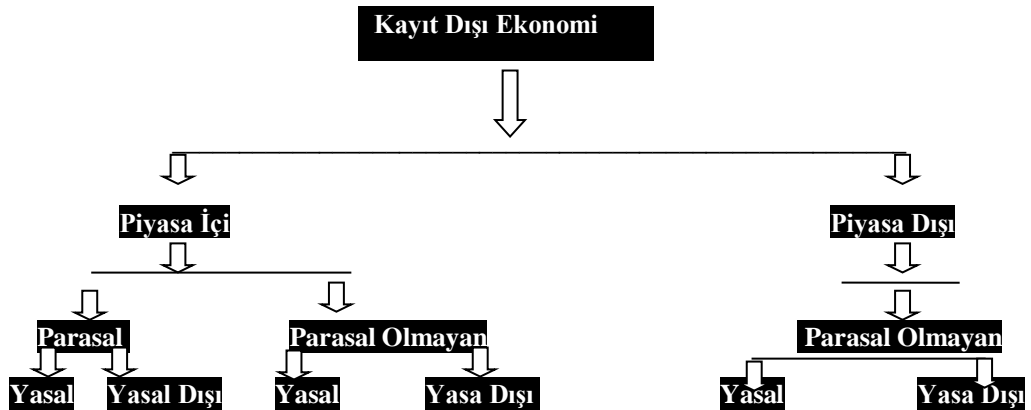 Kayıt Dışı Ekonomi
Piyasa İçi Piyasa Dışı
Parasal Parasal Olmayan Parasal Olmayan
Yasal Yasal Dışı Yasal Yasa Dışı Yasal Yasa Dışı